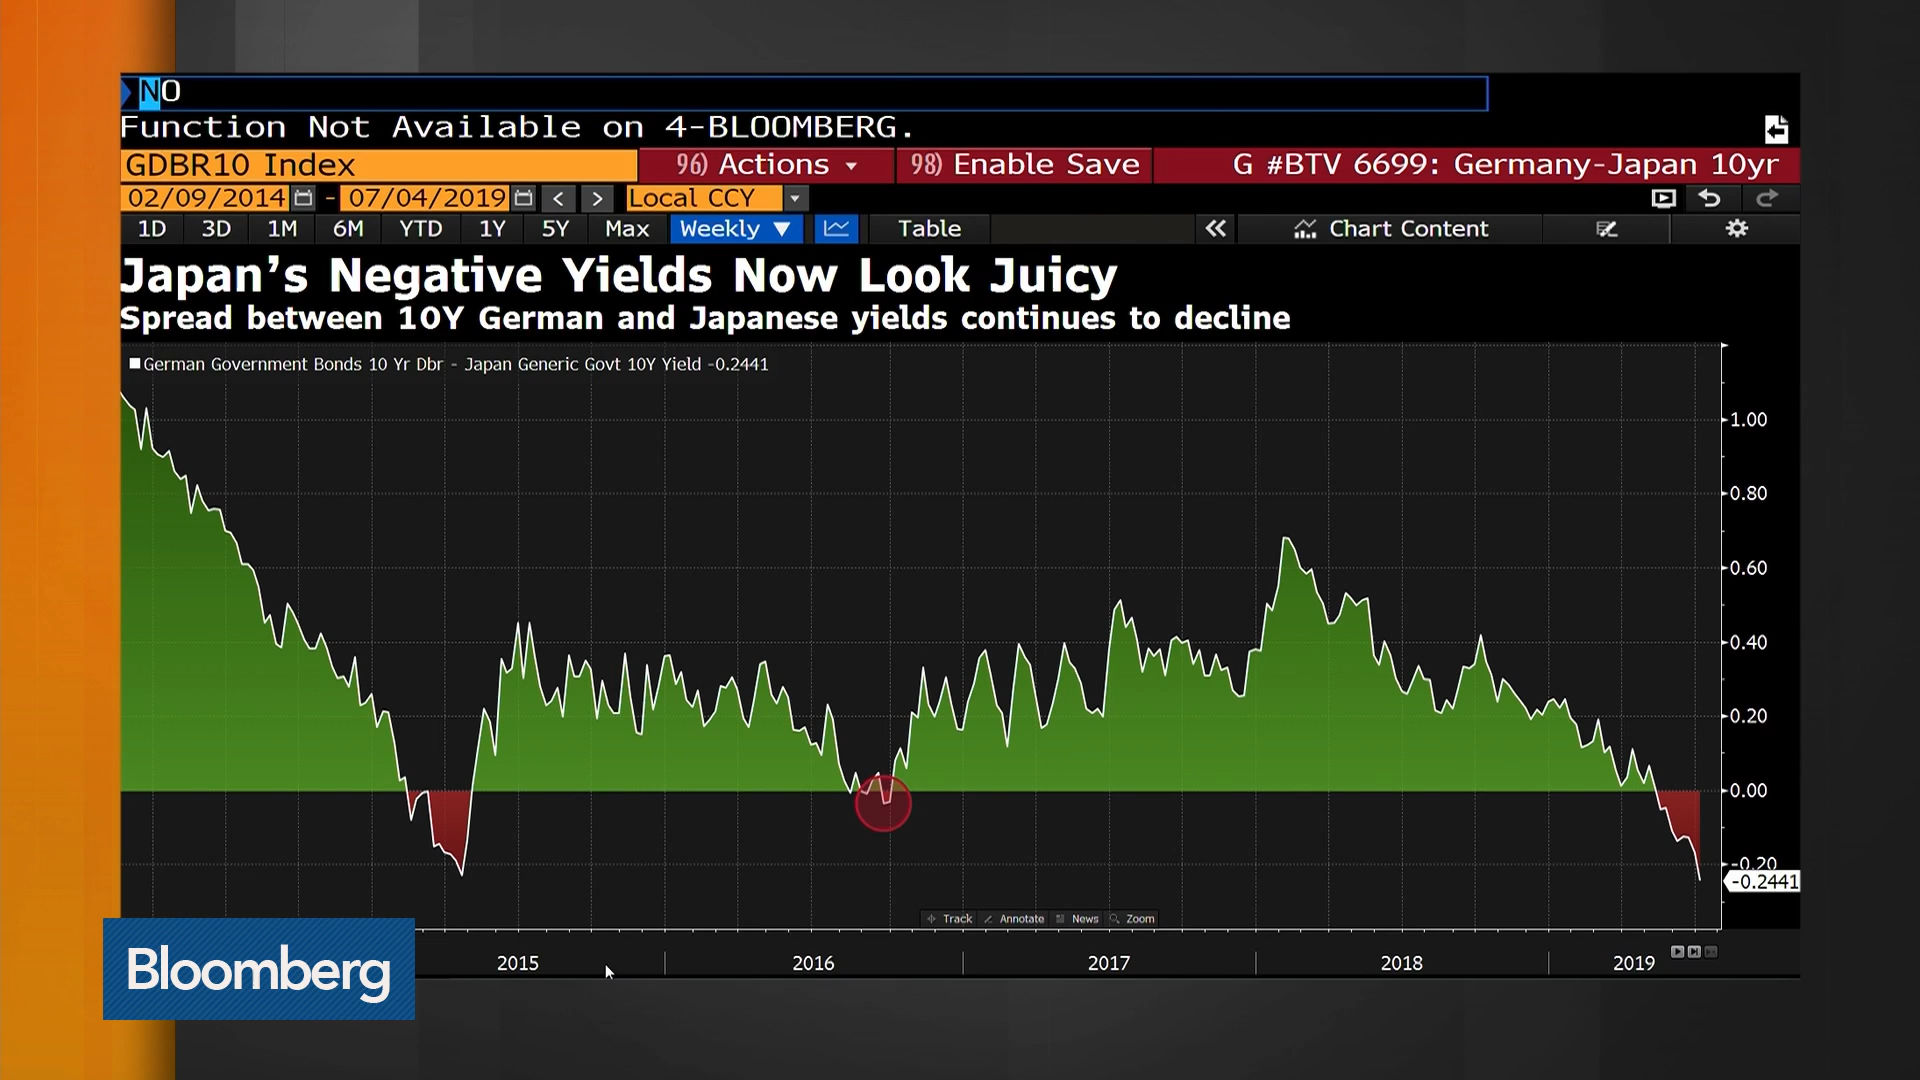 NO
Function Not Available on 4-BLOOMBERG.
GDBR10 Index 96) Actions 98) Enable Save G #BTV 6699: Germany-Japan 10yr
02/09/2014 - 07/04/2019 < > Local CCY
1D 3D 1M 6M YTD 1Y 5Y Max Weekly Table « Chart Content
Japan's Negative Yields Now Look Juicy
Spread between 10Y German and Japanese yields continues to decline
German Government Bonds 10 Yr Dbr - Japan Generic Govt 10Y Yield -0.2441
1.00
0.80
0.60
0.40
0.20
0.00
-0.20
-0.2441
Track Annotate News Zoom
2015 2016 2017 2018 2019
Bloomberg